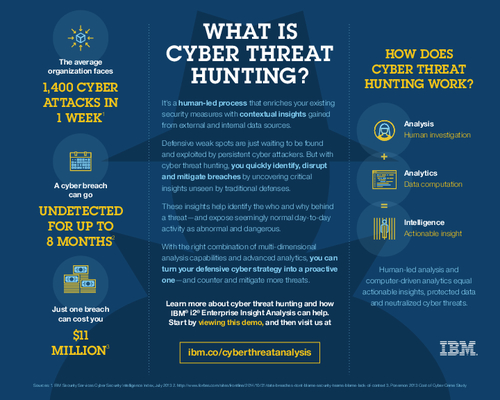 The average
organization faces
1,400 CYBER
ATTACKS IN
1 WEEK¹
A cyber breach
can go
UNDETECTED
FOR UP TO
8 MONTHS²
Just one breach
can cost you
$11
MILLION³
WHAT IS
CYBER THREAT
HUNTING?
It's a human-led process that enriches your existing
security measures with contextual insights gained
from external and internal data sources.
Defensive weak spots are just waiting to be found
and exploited by persistent cyber attackers. But with
cyber threat hunting, you quickly identify, disrupt
and mitigate breaches by uncovering critical
insights unseen by traditional defenses.
These insights help identify the who and why behind
a threat—and expose seemingly normal day-to-day
activity as abnormal and dangerous.
With the right combination of multi-dimensional
analysis capabilities and advanced analytics, you can
turn your defensive cyber strategy into a proactive
one—and counter and mitigate more threats.
Learn more about cyber threat hunting and how
IBM® i2® Enterprise Insight Analysis can help.
Start by viewing this demo, and then visit us at
ibm.co/cyberthreatanalysis
HOW DOES
CYBER THREAT
HUNTING WORK?
Analysis
Human investigation
+
Analytics
Data computation
=
Intelligence
Actionable insight
Human-led analysis and
computer-driven analytics equal
actionable insights, protected data
and neutralized cyber threats.
IBM